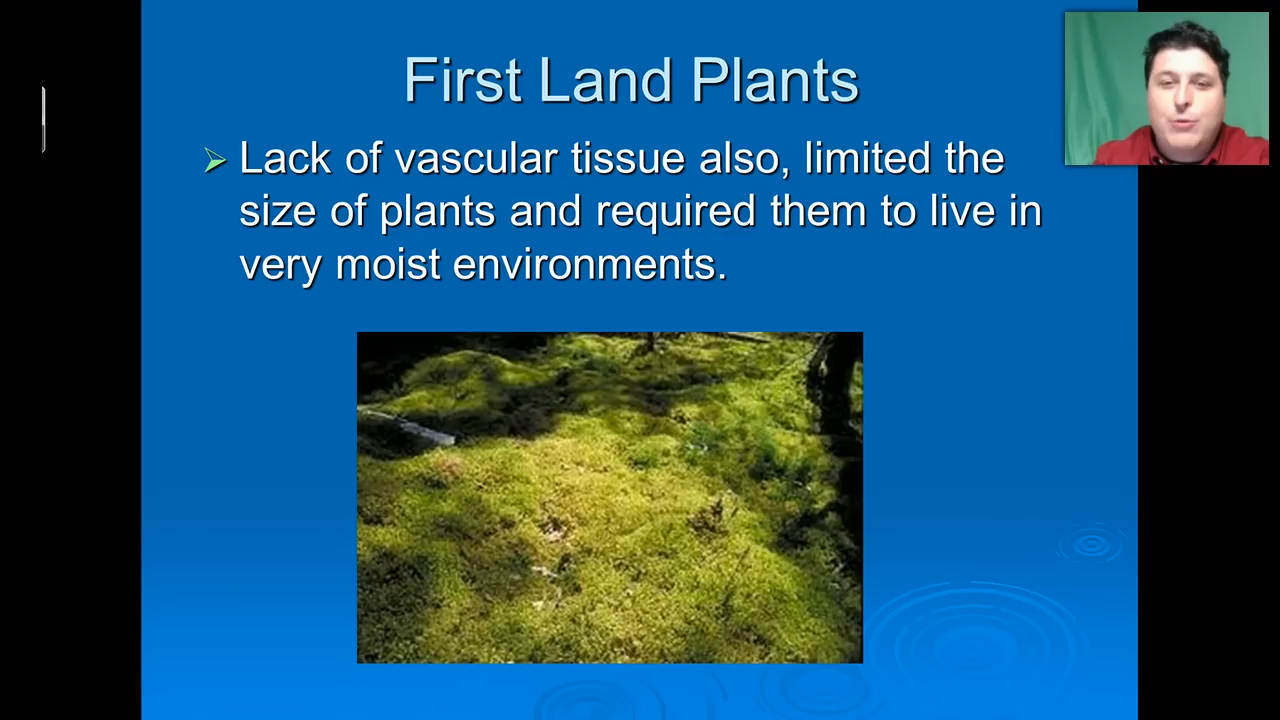 First Land Plants
Lack of vascular tissue also, limited the
size of plants and required them to live in
very moist environments.